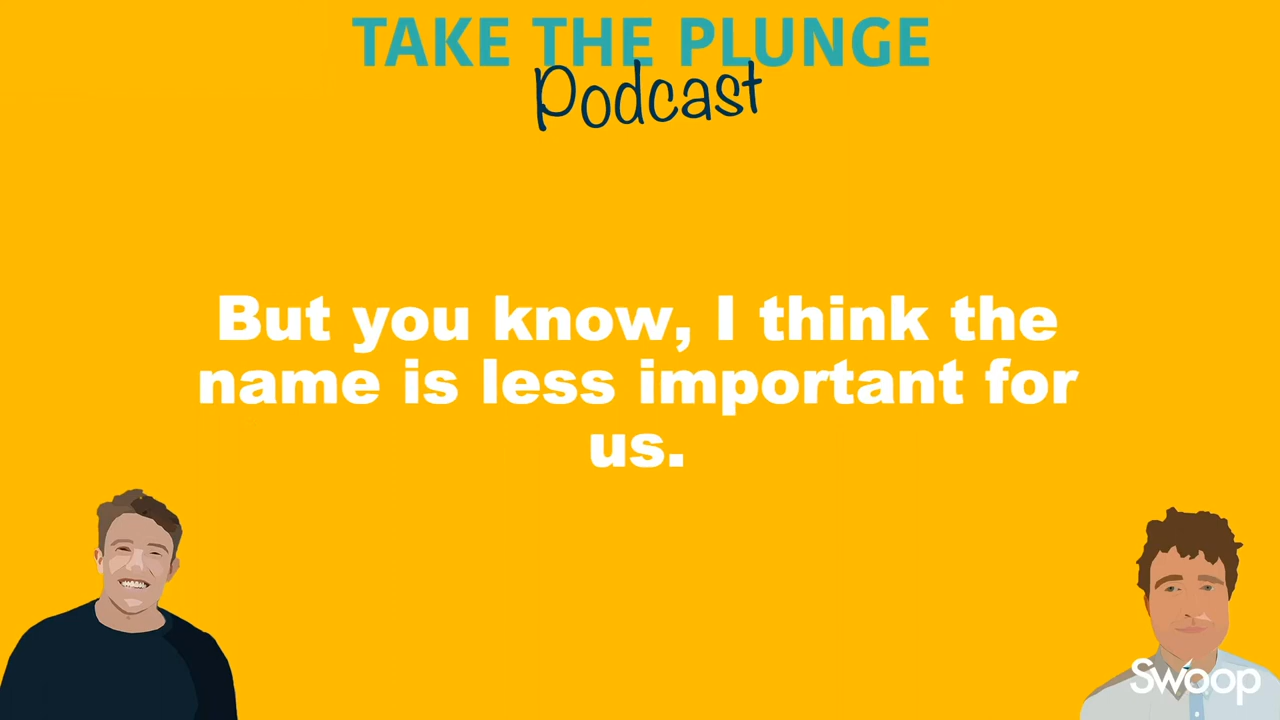 TAKE THE PLUNGE
Podcast
But you know, I think the
name is less important for
us.
Swoop